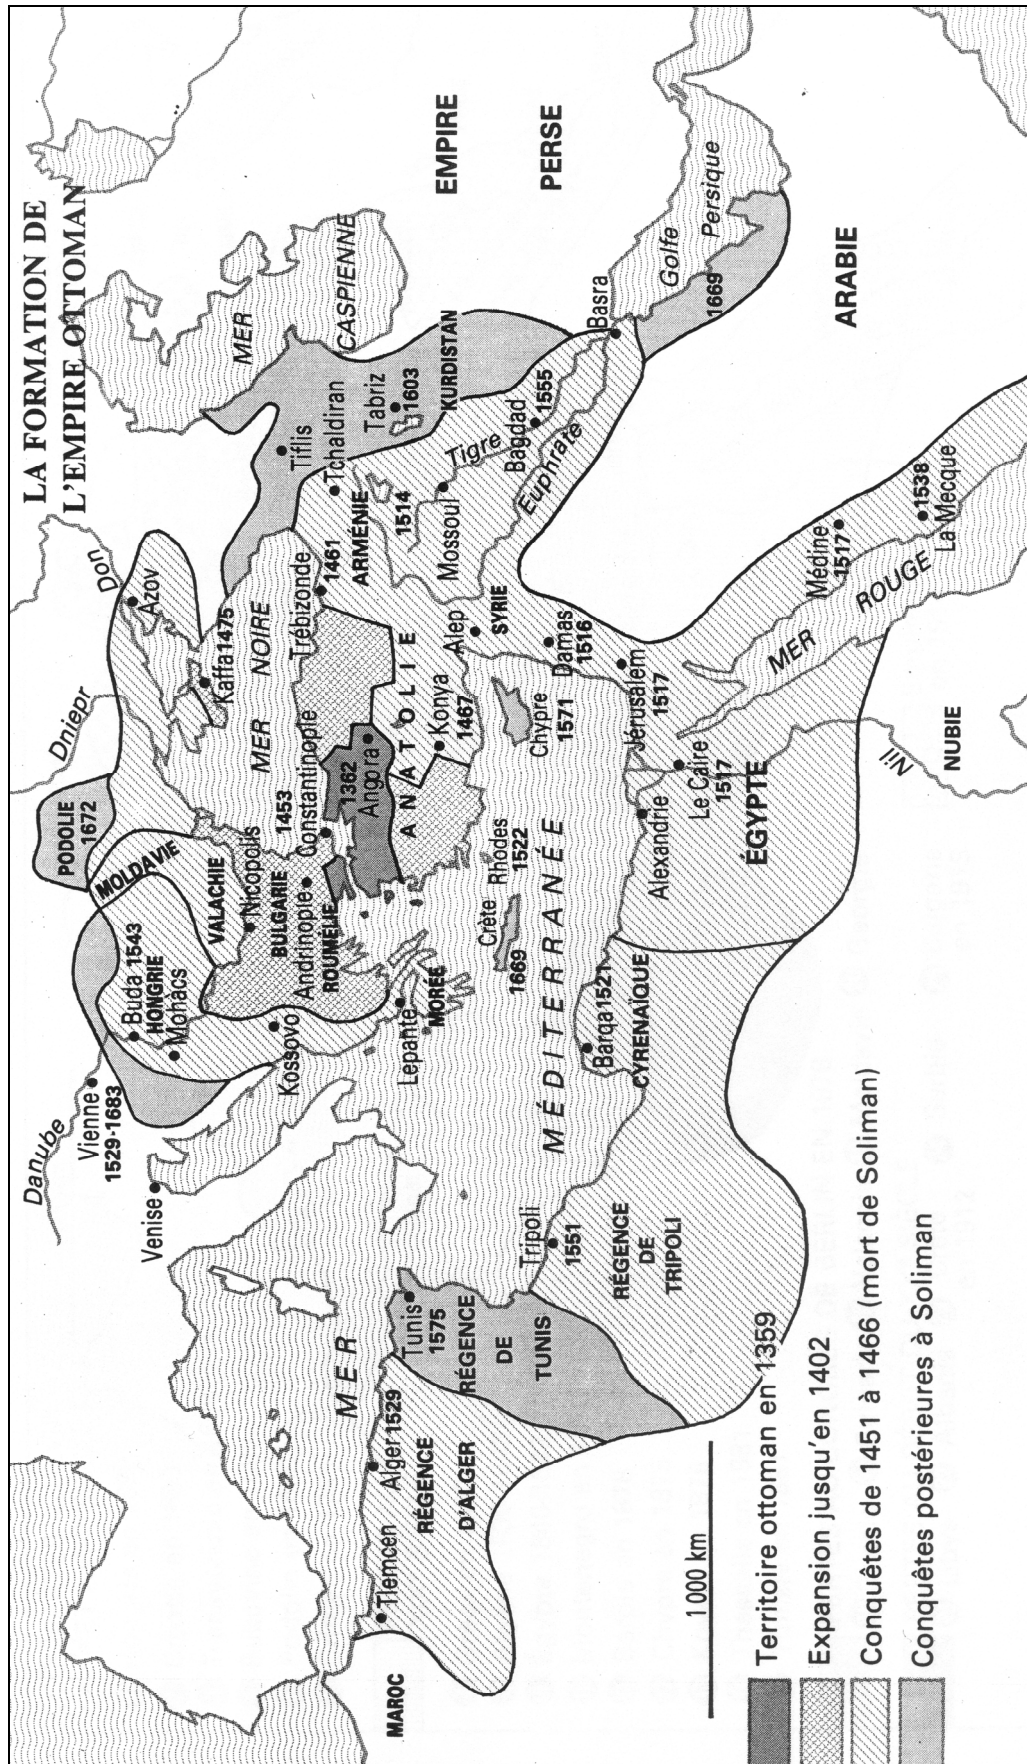 LA FORMATION DE
L'EMPIRE OTTOMAN
Danube
Vienne
1529-1683
Venise
Buda 1543
HONGRIE
Mohàcs
PODOLIE
1672
MOLDAVIE
VALACHIE
Nicopolis
BULGARIE
Andrinople
ROUMELIE
Kossovo
Lepante
MORÉE
Dniepr
Don
Azov
Kaffa 1475
MER NOIRE
1453
Constantinople
1362
Angora
ANATOLIE
Konya
1467
Trébizonde
1461
ARMÉNIE
1514
Tchaldiran
Tiflis
MER
CASPIENNE
Tabriz
1603
KURDISTAN
EMPIRE
PERSE
Tigre
Mossoul
Bagdad
1555
Euphrate
Basra
Golfe
Persique
1669
ARABIE
Alep
SYRIE
Damas
1516
Chypre
1571
Rhodes
1522
Crète
1669
Jérusalem
1517
Le Caire
1517
Alexandrie
ÉGYPTE
Nil
NUBIE
MER ROUGE
Médine
1517
1538
La Mecque
MER
MÉDITERRANÉE
Barqa 1521
CYRENAÏQUE
Tripoli
1551
RÉGENCE
DE
TRIPOLI
Tunis
1575
RÉGENCE
DE
TUNIS
Alger 1529
RÉGENCE
D'ALGER
Tlemcen
MAROC
1000 km
Territoire ottoman en 1359
Expansion jusqu'en 1402
Conquêtes de 1451 à 1466 (mort de Soliman)
Conquêtes postérieures à Soliman